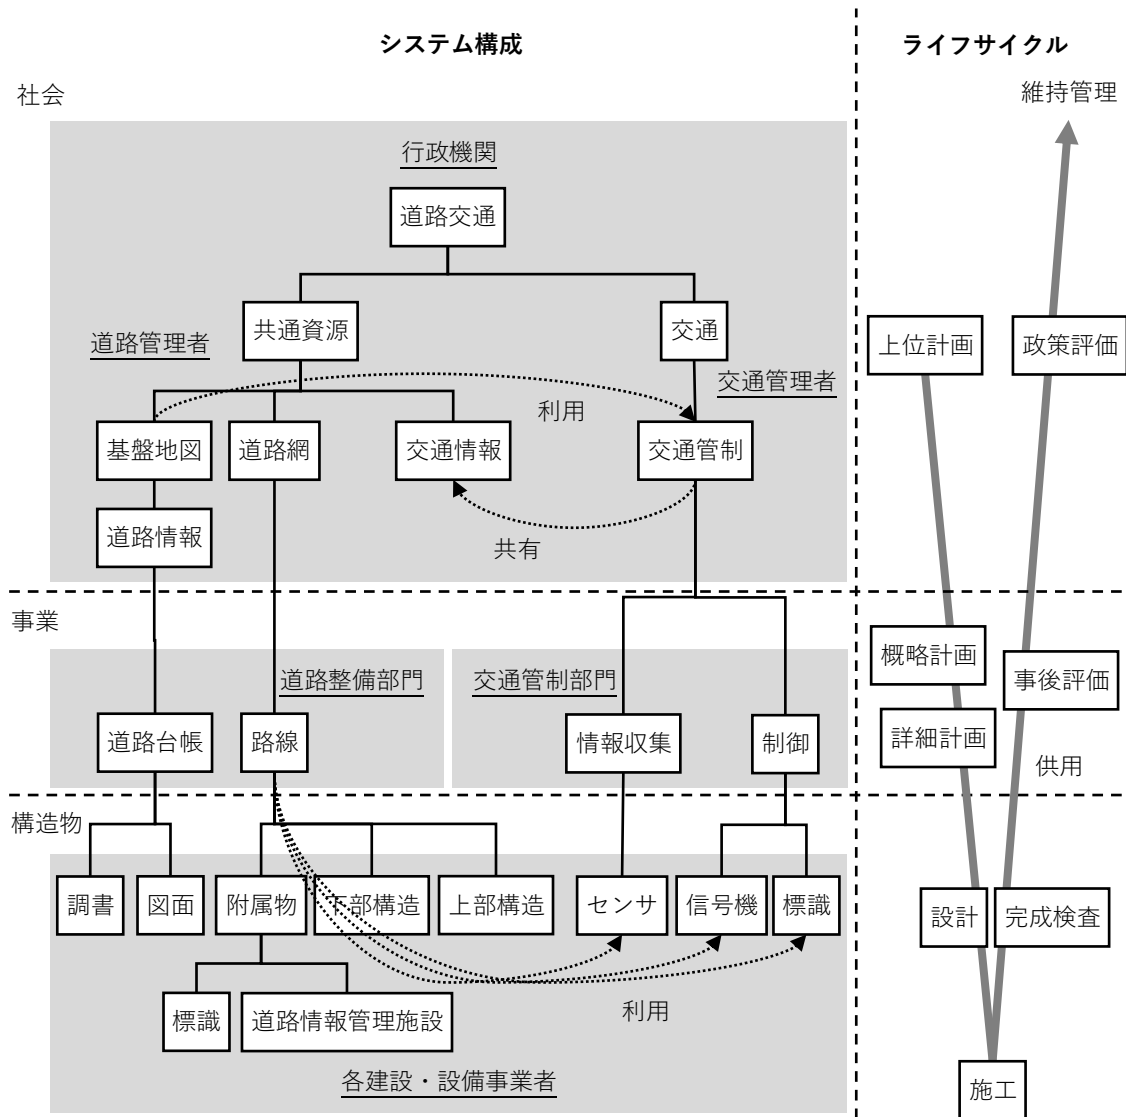 システム構成
ライフサイクル
社会
維持管理
行政機関
道路交通
共通資源
交通
道路管理者
上位計画
政策評価
交通管理者
利用
基盤地図
道路網
交通情報
交通管制
道路情報
共有
事業
概略計画
事後評価
道路整備部門
交通管制部門
道路台帳
路線
情報収集
制御
詳細計画
供用
構造物
調書
図面
附属物
下部構造
上部構造
センサ
信号機
標識
設計
完成検査
標識
道路情報管理施設
利用
各建設・設備事業者
施工